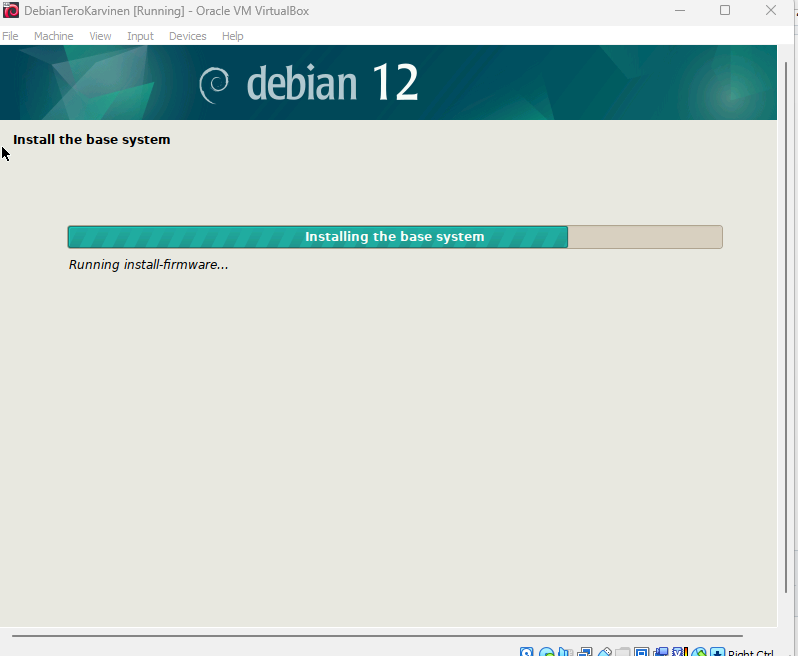 DebianTeroKarvinen [Running] - Oracle VM VirtualBox
File Machine View Input Devices Help
debian 12
Install the base system
Installing the base system
Running install-firmware...
Right Ctrl